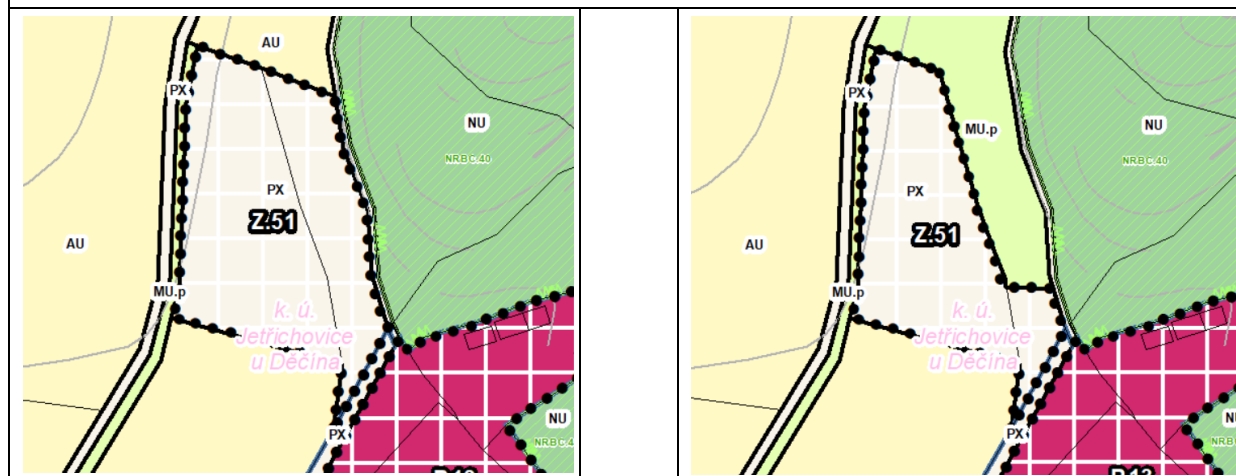 AU
PX
NU
NRBC.40
PX
Z.51
AU
MU.p
k. ú.
Jetřichovice
u Děčína
NU
PX
PX
NU
MU.p
NRBC.40
PX
Z.51
AU
MU.p
k. ú.
Jetřichovice
u Děčína
PX